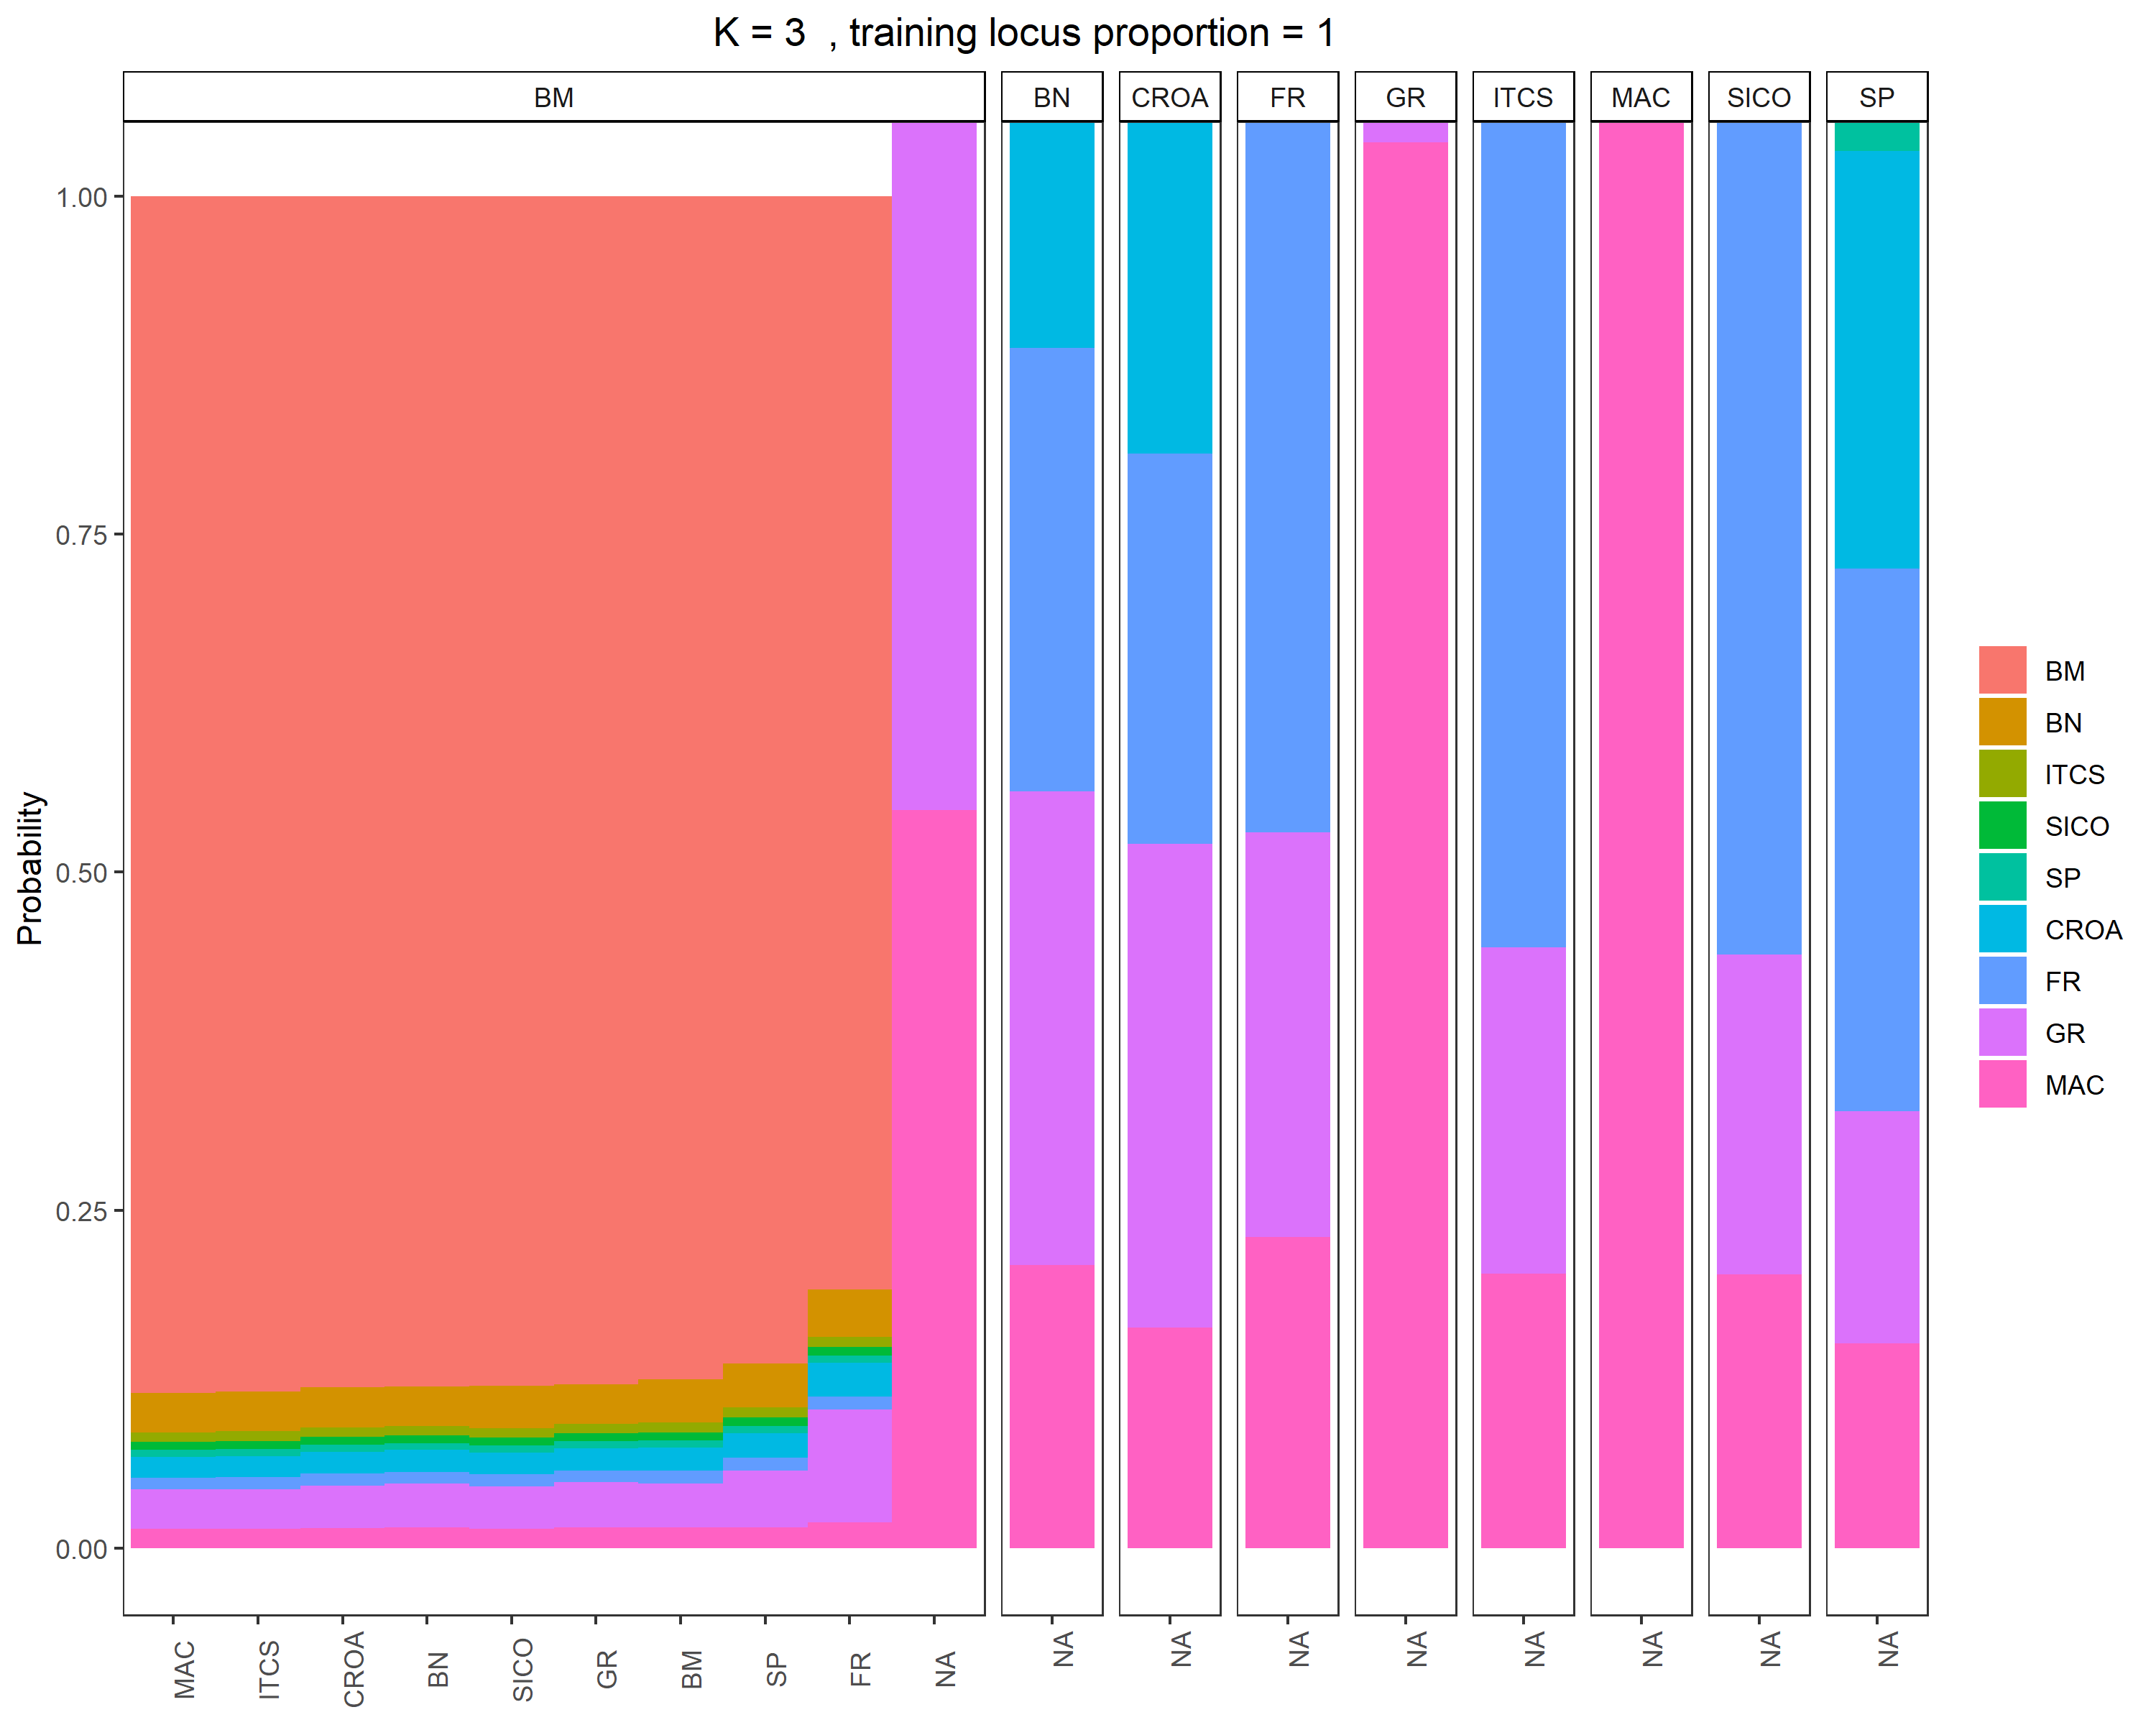 K = 3 , training locus proportion = 1
BM BN CROA FR GR ITCS MAC SICO SP
1.00
0.75
0.50
0.25
0.00
Probability
MAC ITCS CROA BN SICO GR BM SP FR NA NA NA NA NA NA NA NA NA
BM
BN
ITCS
SICO
SP
CROA
FR
GR
MAC